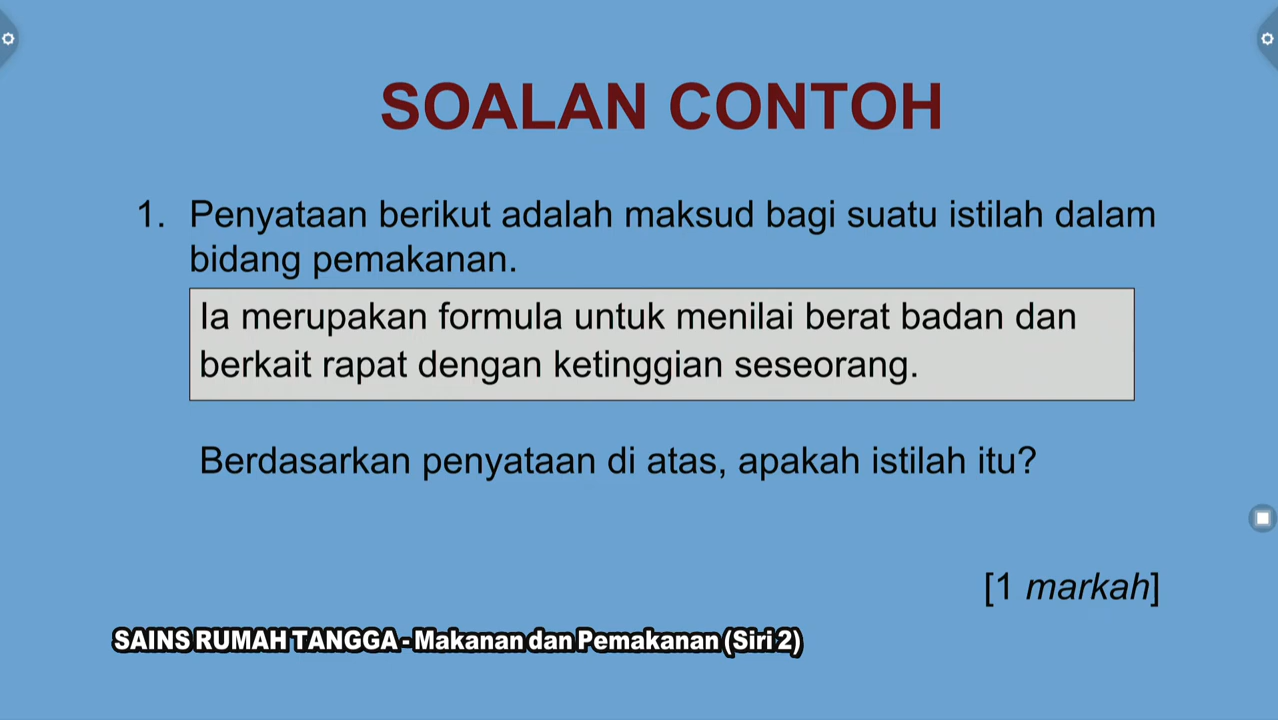 SOALAN CONTOH
1. Penyataan berikut adalah maksud bagi suatu istilah dalam
bidang pemakanan.
Ia merupakan formula untuk menilai berat badan dan
berkait rapat dengan ketinggian seseorang.
Berdasarkan penyataan di atas, apakah istilah itu?
[1 markah]
SAINS RUMAH TANGGA - Makanan dan Pemakanan (Siri 2)